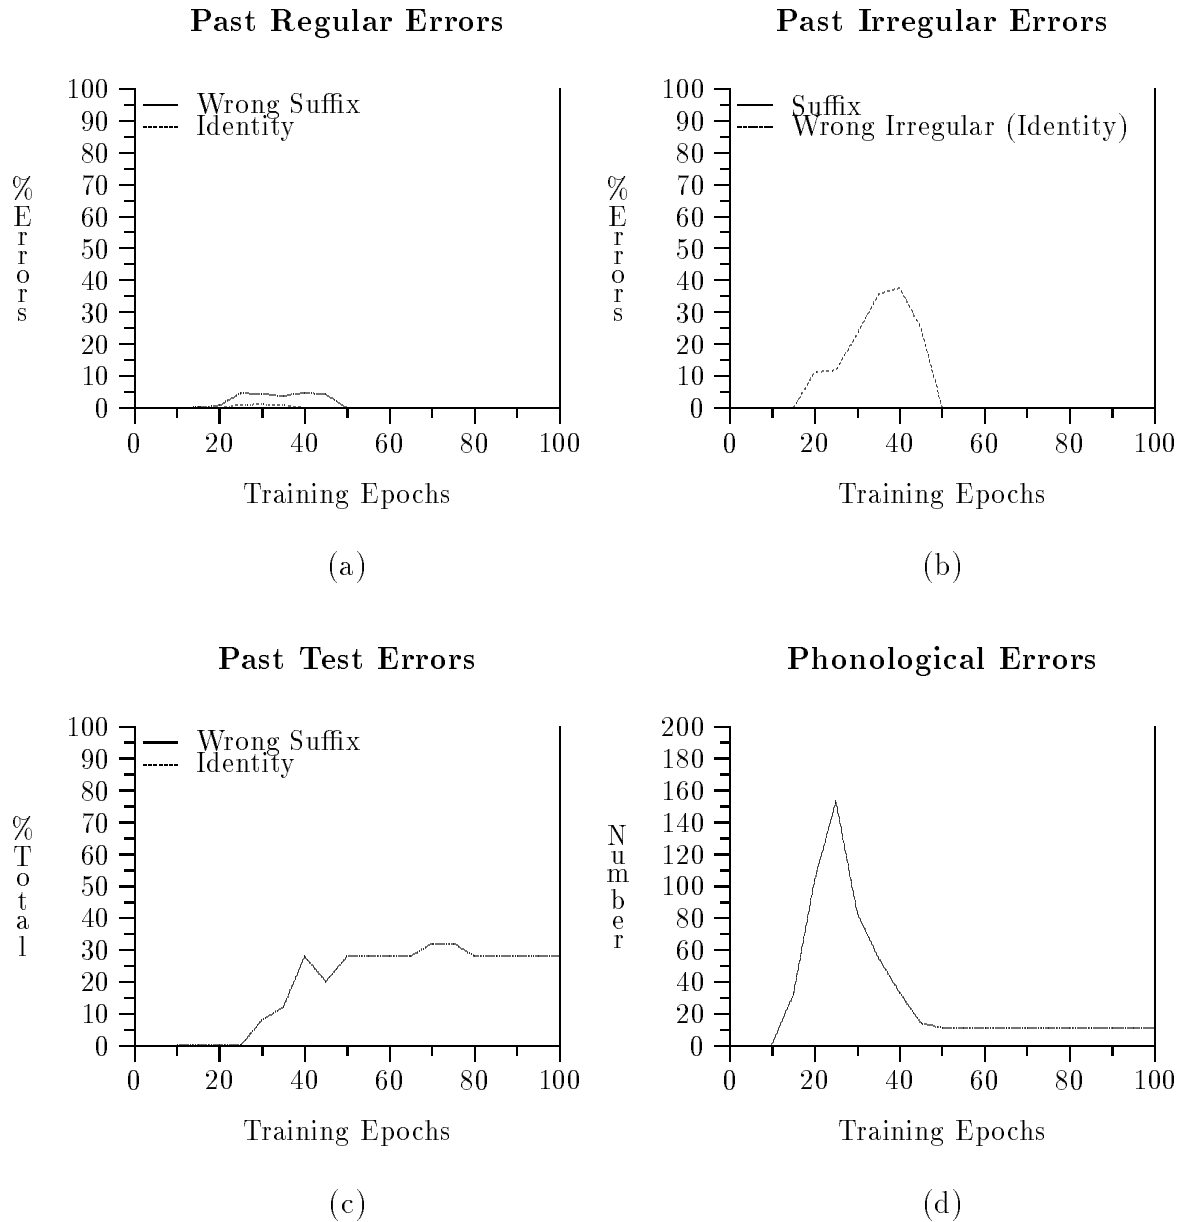 Past Regular Errors
100
90
80
70
60
50
40
30
20
10
0
% Errors
Wrong Suffix
Identity
0 20 40 60 80 100
Training Epochs
(a)
Past Irregular Errors
100
90
80
70
60
50
40
30
20
10
0
% Errors
Suffix
Wrong Irregular (Identity)
0 20 40 60 80 100
Training Epochs
(b)
Past Test Errors
100
90
80
70
60
50
40
30
20
10
0
% Total
Wrong Suffix
Identity
0 20 40 60 80 100
Training Epochs
(c)
Phonological Errors
200
180
160
140
120
100
80
60
40
20
0
Number
0 20 40 60 80 100
Training Epochs
(d)